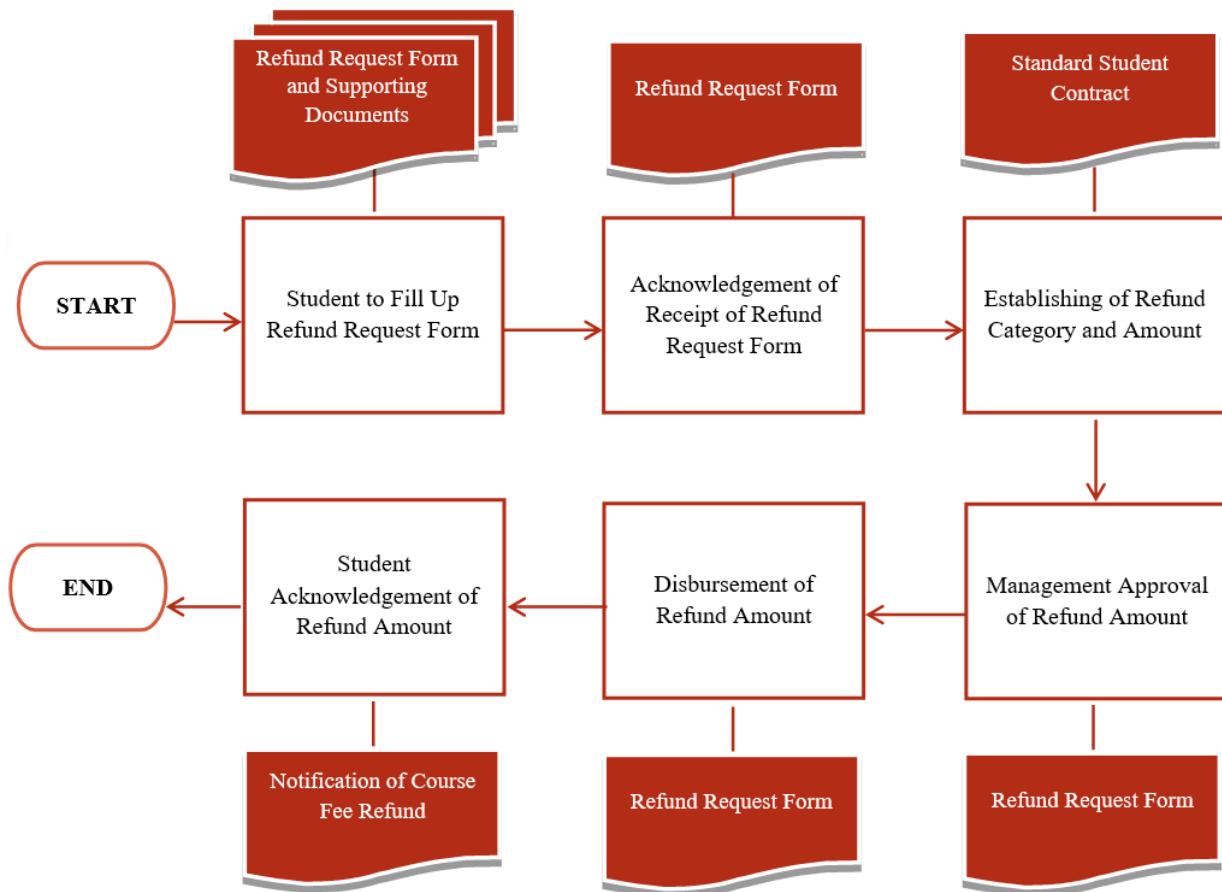 Refund Request Form
and Supporting
Documents
Refund Request Form
Standard Student
Contract
START
Student to Fill Up
Refund Request Form
Acknowledgement of
Receipt of Refund
Request Form
Establishing of Refund
Category and Amount
END
Student
Acknowledgement of
Refund Amount
Disbursement of
Refund Amount
Management Approval
of Refund Amount
Notification of Course
Fee Refund
Refund Request Form
Refund Request Form